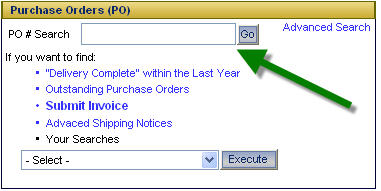 Purchase Orders (PO)
PO # Search Go Advanced Search
If you want to find:
"Delivery Complete" within the Last Year
Outstanding Purchase Orders
Submit Invoice
Advaced Shipping Notices
Your Searches
- Select - Execute